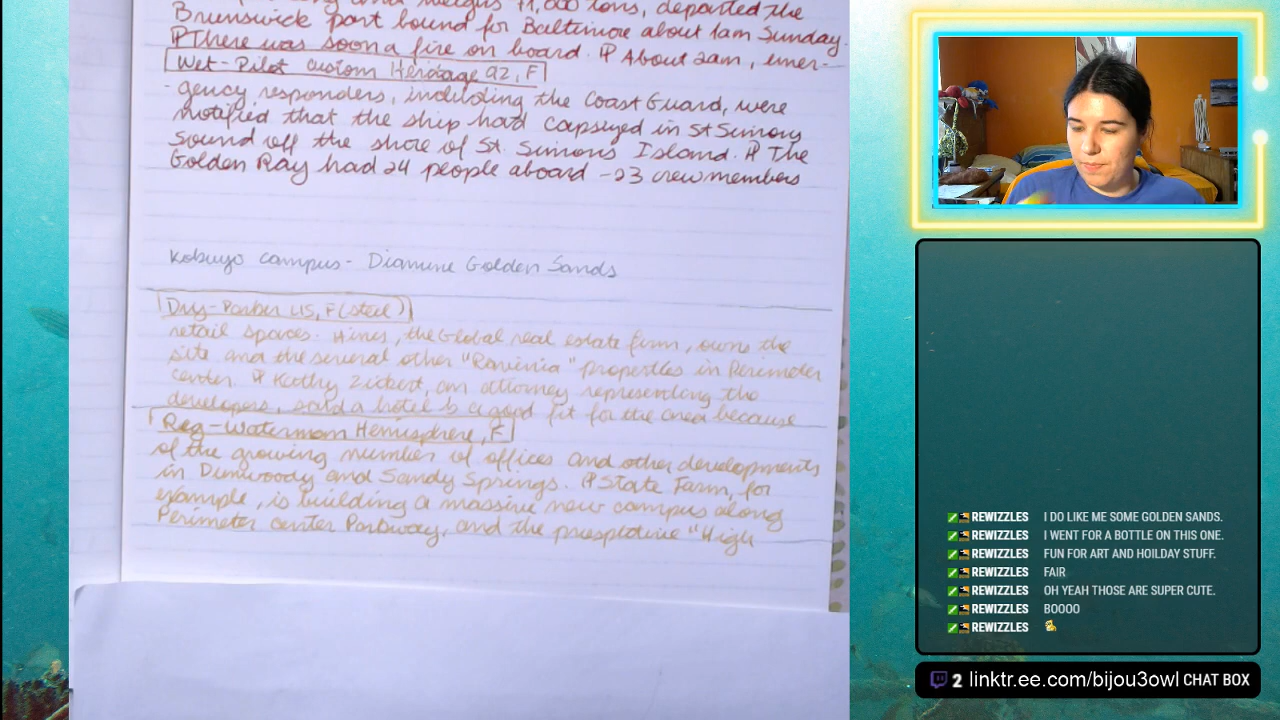 and weighs 71,000 tons, departed the
Brunswick port bound for Baltimore about 1am Sunday.
There was soon a fire on board. About 2am, emer-
Wet-Pilot Custom Heritage 92, F
gency responders, including the Coast Guard, were
notified that the ship had capsized in St Simons
Sound off the shore of St. Simons Island. The
Golden Ray had 24 people aboard -23 crew members
Kobuyo campus- Diamine Golden Sands
Dry-Parker 45, F (steel)
retail spaces. Hines, the Global real estate firm, owns the
site and the several other "Ravinia" properties in Perimeter
Center. Kathy Zickert, an attorney representing the
developers, said a hotel is a good fit for the area because
Reg-Waterman Hemisphere, F
of the growing number of offices and other developments
in Dunwoody and Sandy Springs. State Farm, for
example, is building a massive new campus along
Perimeter Center Parkway, and the "High
REWIZZLES I DO LIKE ME SOME GOLDEN SANDS.
REWIZZLES I WENT FOR A BOTTLE ON THIS ONE.
REWIZZLES FUN FOR ART AND HOILDAY STUFF.
REWIZZLES FAIR
REWIZZLES OH YEAH THOSE ARE SUPER CUTE.
REWIZZLES BOOOO
REWIZZLES
2 linktr.ee.com/bijou3owl CHAT BOX